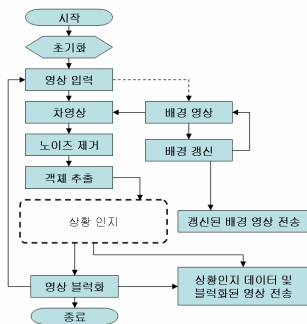 시작
초기화
영상 입력
차영상
배경 영상
노이즈 제거
배경 갱신
객체 추출
상황 인지
갱신된 배경 영상 전송
영상 블럭화
상황인지 데이터 및
블럭화된 영상 전송
종료